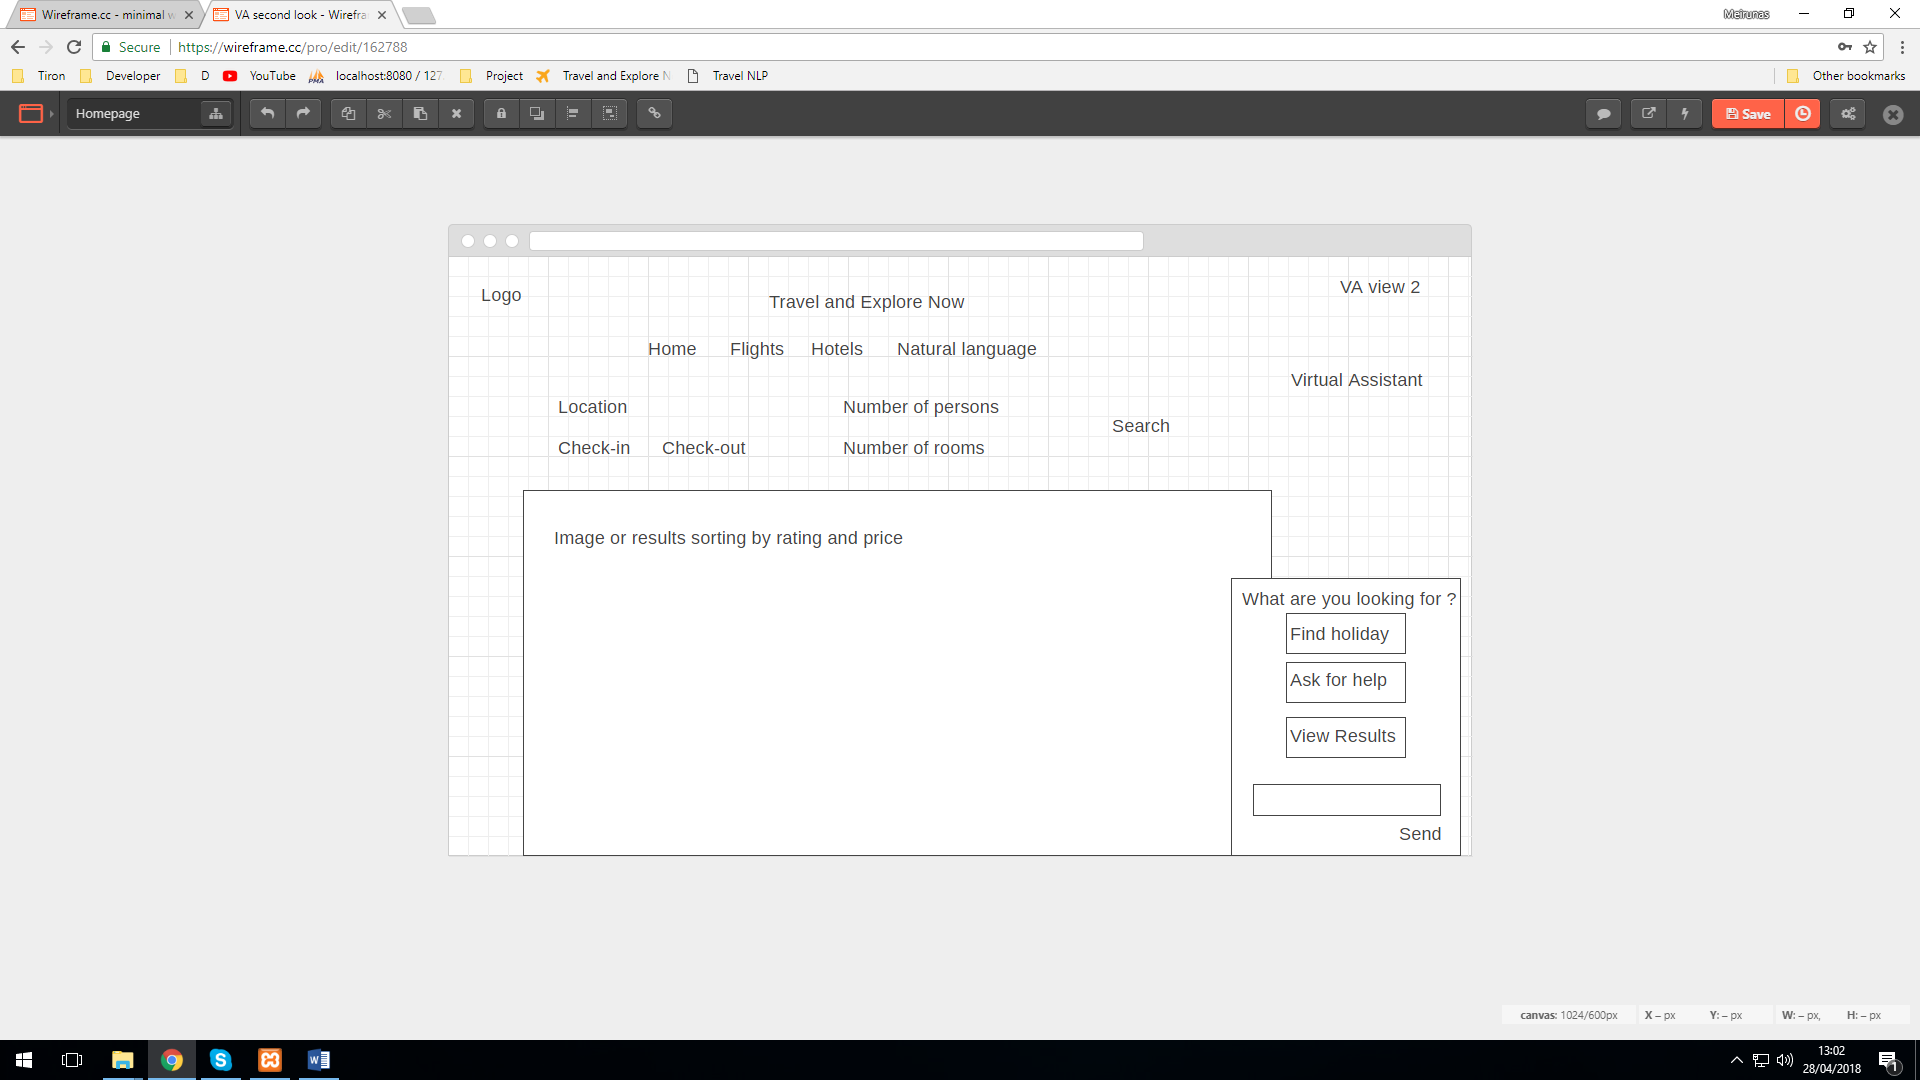 Wireframe.cc - minimal w
VA second look - Wirefra
Meirunas
Secure
https://wireframe.cc/pro/edit/162788
Tiron
Developer
D
YouTube
localhost:8080 / 127.
Project
Travel and Explore N
Travel NLP
Other bookmarks
Homepage
Save
Logo
Travel and Explore Now
VA view 2
Home
Flights
Hotels
Natural language
Virtual Assistant
Location
Number of persons
Search
Check-in
Check-out
Number of rooms
Image or results sorting by rating and price
What are you looking for ?
Find holiday
Ask for help
View Results
Send
canvas: 1024/600px
X – px
Y: – px
W: – px,
H: – px
13:02
28/04/2018
1